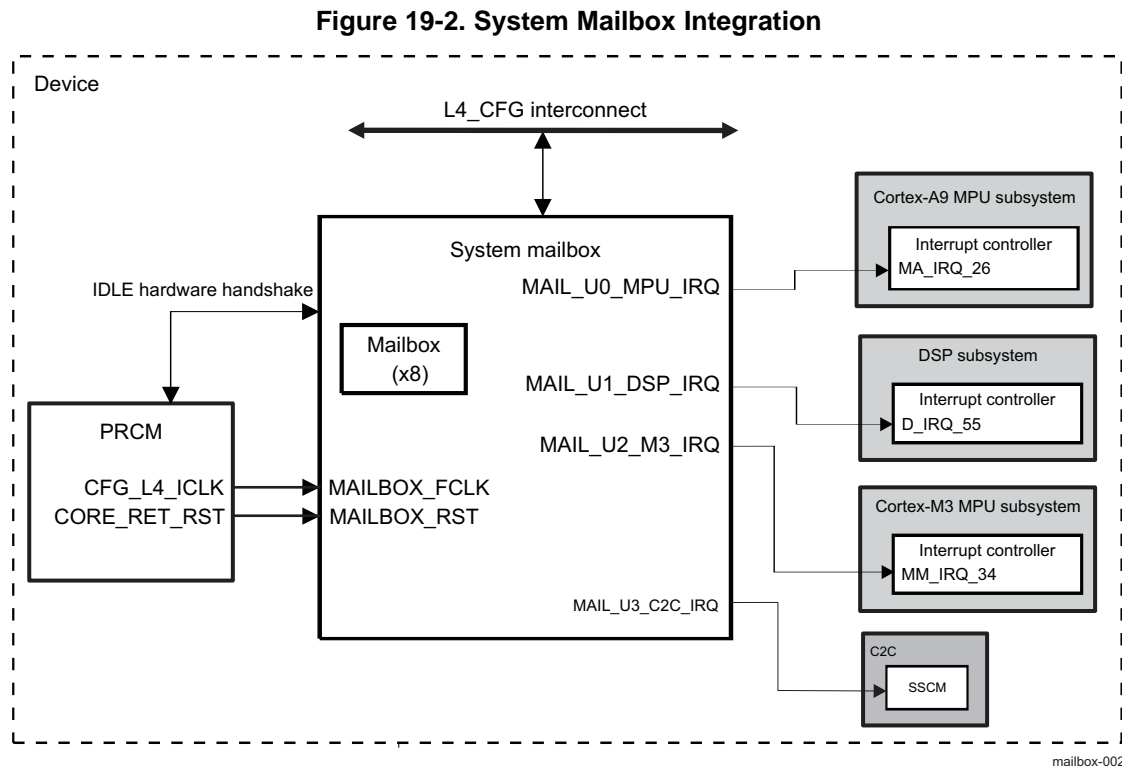 Figure 19-2. System Mailbox Integration
Device
L4_CFG interconnect
Cortex-A9 MPU subsystem
Interrupt controller
MA_IRQ_26
System mailbox
MAIL_U0_MPU_IRQ
IDLE hardware handshake
Mailbox
(x8)
DSP subsystem
Interrupt controller
D_IRQ_55
MAIL_U1_DSP_IRQ
MAIL_U2_M3_IRQ
PRCM
CFG_L4_ICLK
CORE_RET_RST
MAILBOX_FCLK
MAILBOX_RST
Cortex-M3 MPU subsystem
Interrupt controller
MM_IRQ_34
MAIL_U3_C2C_IRQ
C2C
SSCM
mailbox-002